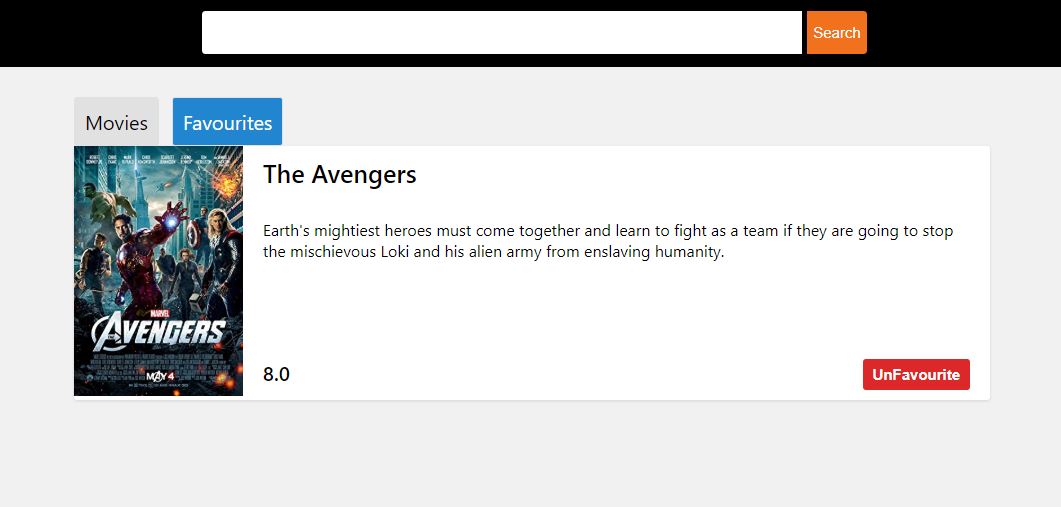 Search
Movies
Favourites
The Avengers
Earth's mightiest heroes must come together and learn to fight as a team if they are going to stop
the mischievous Loki and his alien army from enslaving humanity.
MARVEL
AVENGERS
MAY 4
8.0
UnFavourite